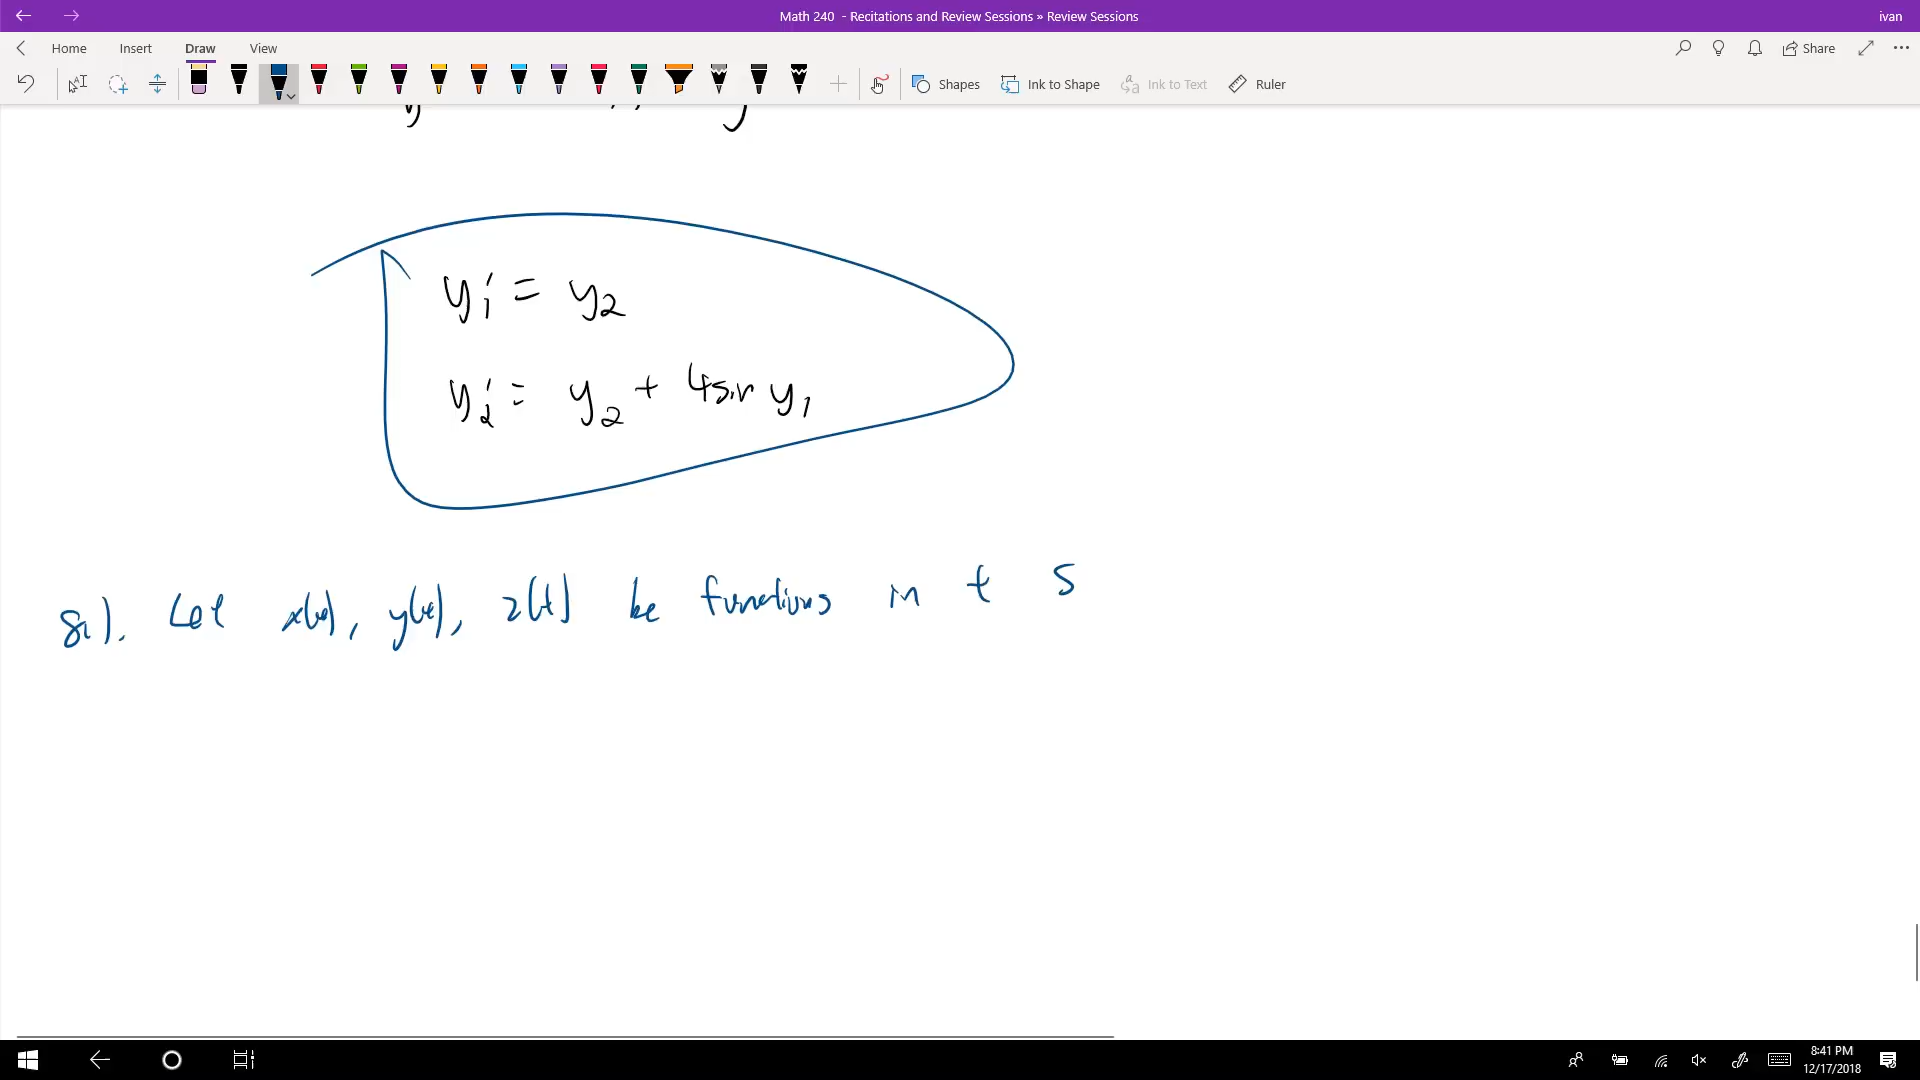 Math 240 - Recitations and Review Sessions » Review Sessions
ivan
Home Insert Draw View
Share
Shapes Ink to Shape Ink to Text Ruler
y₁' = y₂
y₂' = y₂ + 4sin y₁
8i). Let x(t), y(t), z(t) be functions in t S
8:41 PM
12/17/2018